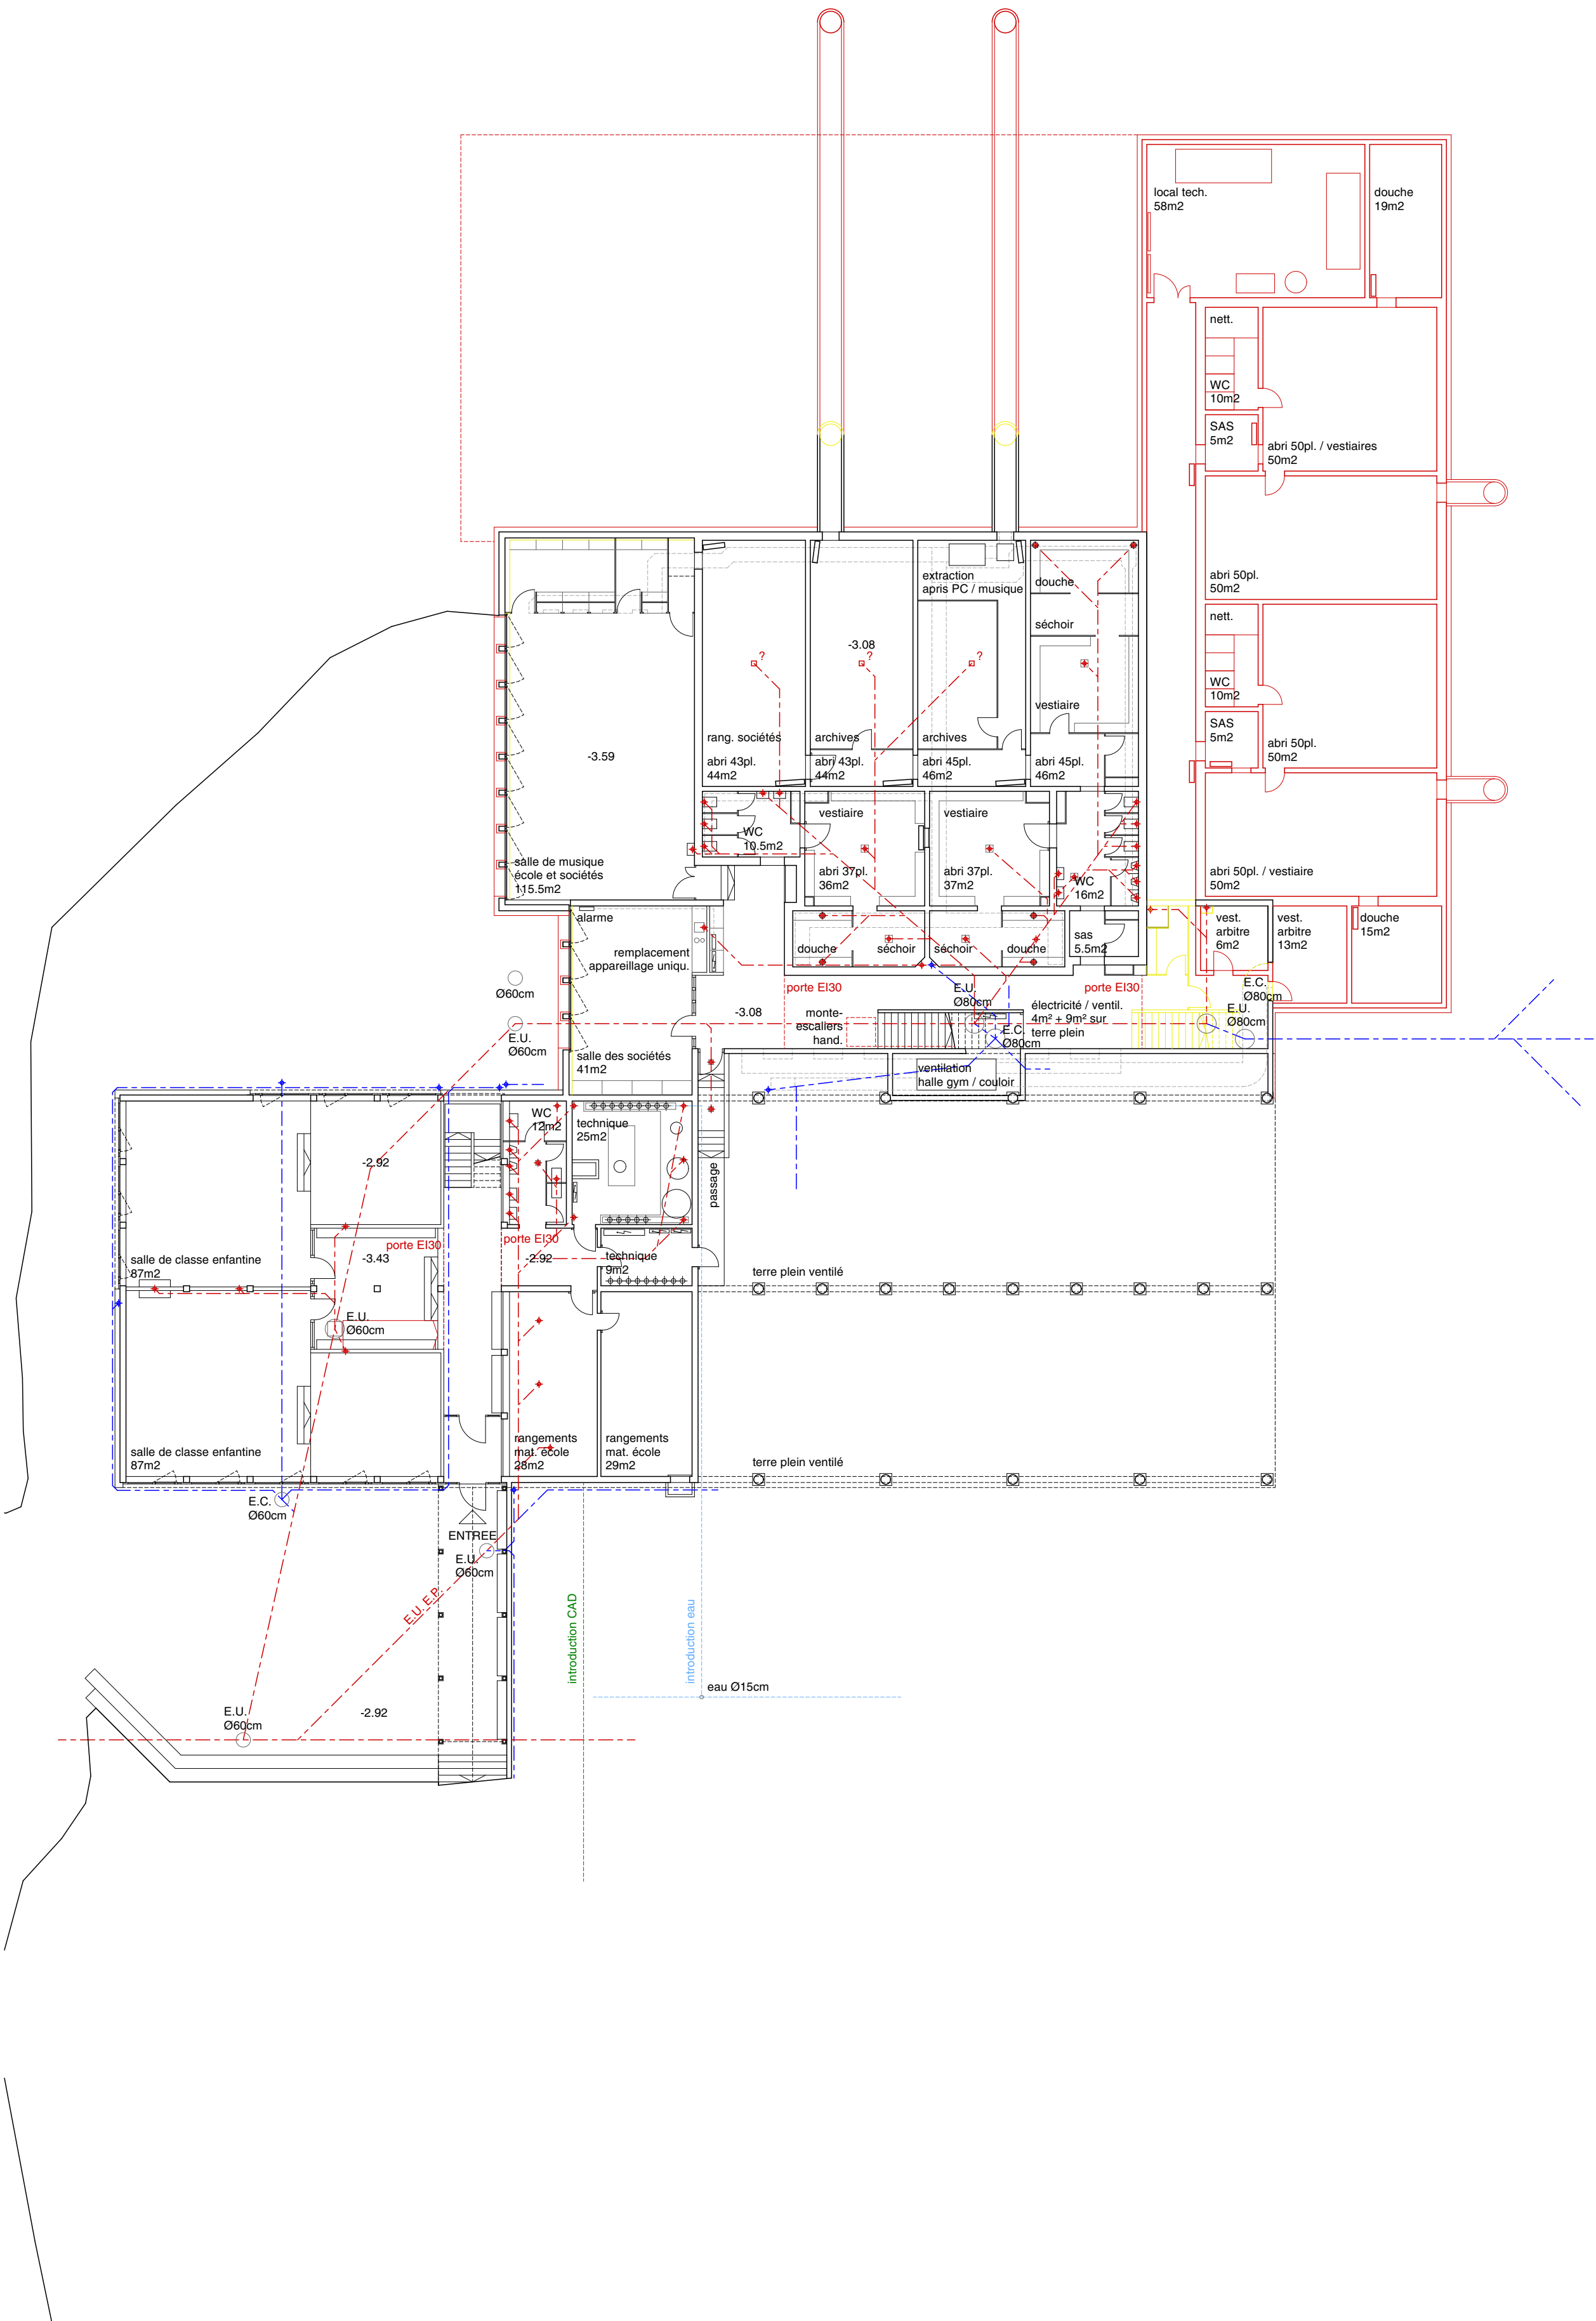 local tech.
58m2
douche
19m2
nett.
WC
10m2
SAS
5m2
abri 50pl. / vestiaires
50m2
abri 50pl.
50m2
nett.
WC
10m2
SAS
5m2
abri 50pl.
50m2
abri 50pl. / vestiaire
50m2
vest.
arbitre
6m2
vest.
arbitre
13m2
douche
15m2
extraction
apris PC / musique
douche
séchoir
vestiaire
-3.08
?
?
?
rang. sociétés
abri 43pl.
44m2
archives
abri 43pl.
44m2
archives
abri 45pl.
46m2
abri 45pl.
46m2
-3.59
salle de musique
école et sociétés
115.5m2
WC
10.5m2
vestiaire
abri 37pl.
36m2
vestiaire
abri 37pl.
37m2
WC
16m2
douche
séchoir
séchoir
douche
sas
5.5m2
alarme
remplacement
appareillage uniqu.
salle des sociétés
41m2
Ø60cm
E.U.
Ø60cm
-3.08
porte EI30
monte-
escaliers
hand.
E.U.
Ø80cm
E.C.
Ø80cm
porte EI30
électricité / ventil.
4m² + 9m² sur
terre plein
E.C.
Ø80cm
E.U.
Ø80cm
ventilation
halle gym / couloir
WC
12m2
technique
25m2
passage
-2.92
salle de classe enfantine
87m2
porte EI30
-3.43
porte EI30
-2.92
technique
9m2
terre plein ventilé
E.U.
Ø60cm
salle de classe enfantine
87m2
rangements
mat. école
28m2
rangements
mat. école
29m2
terre plein ventilé
E.C.
Ø60cm
ENTREE
E.U.
Ø60cm
E.U. E.P.
introduction CAD
introduction eau
eau Ø15cm
E.U.
Ø60cm
-2.92